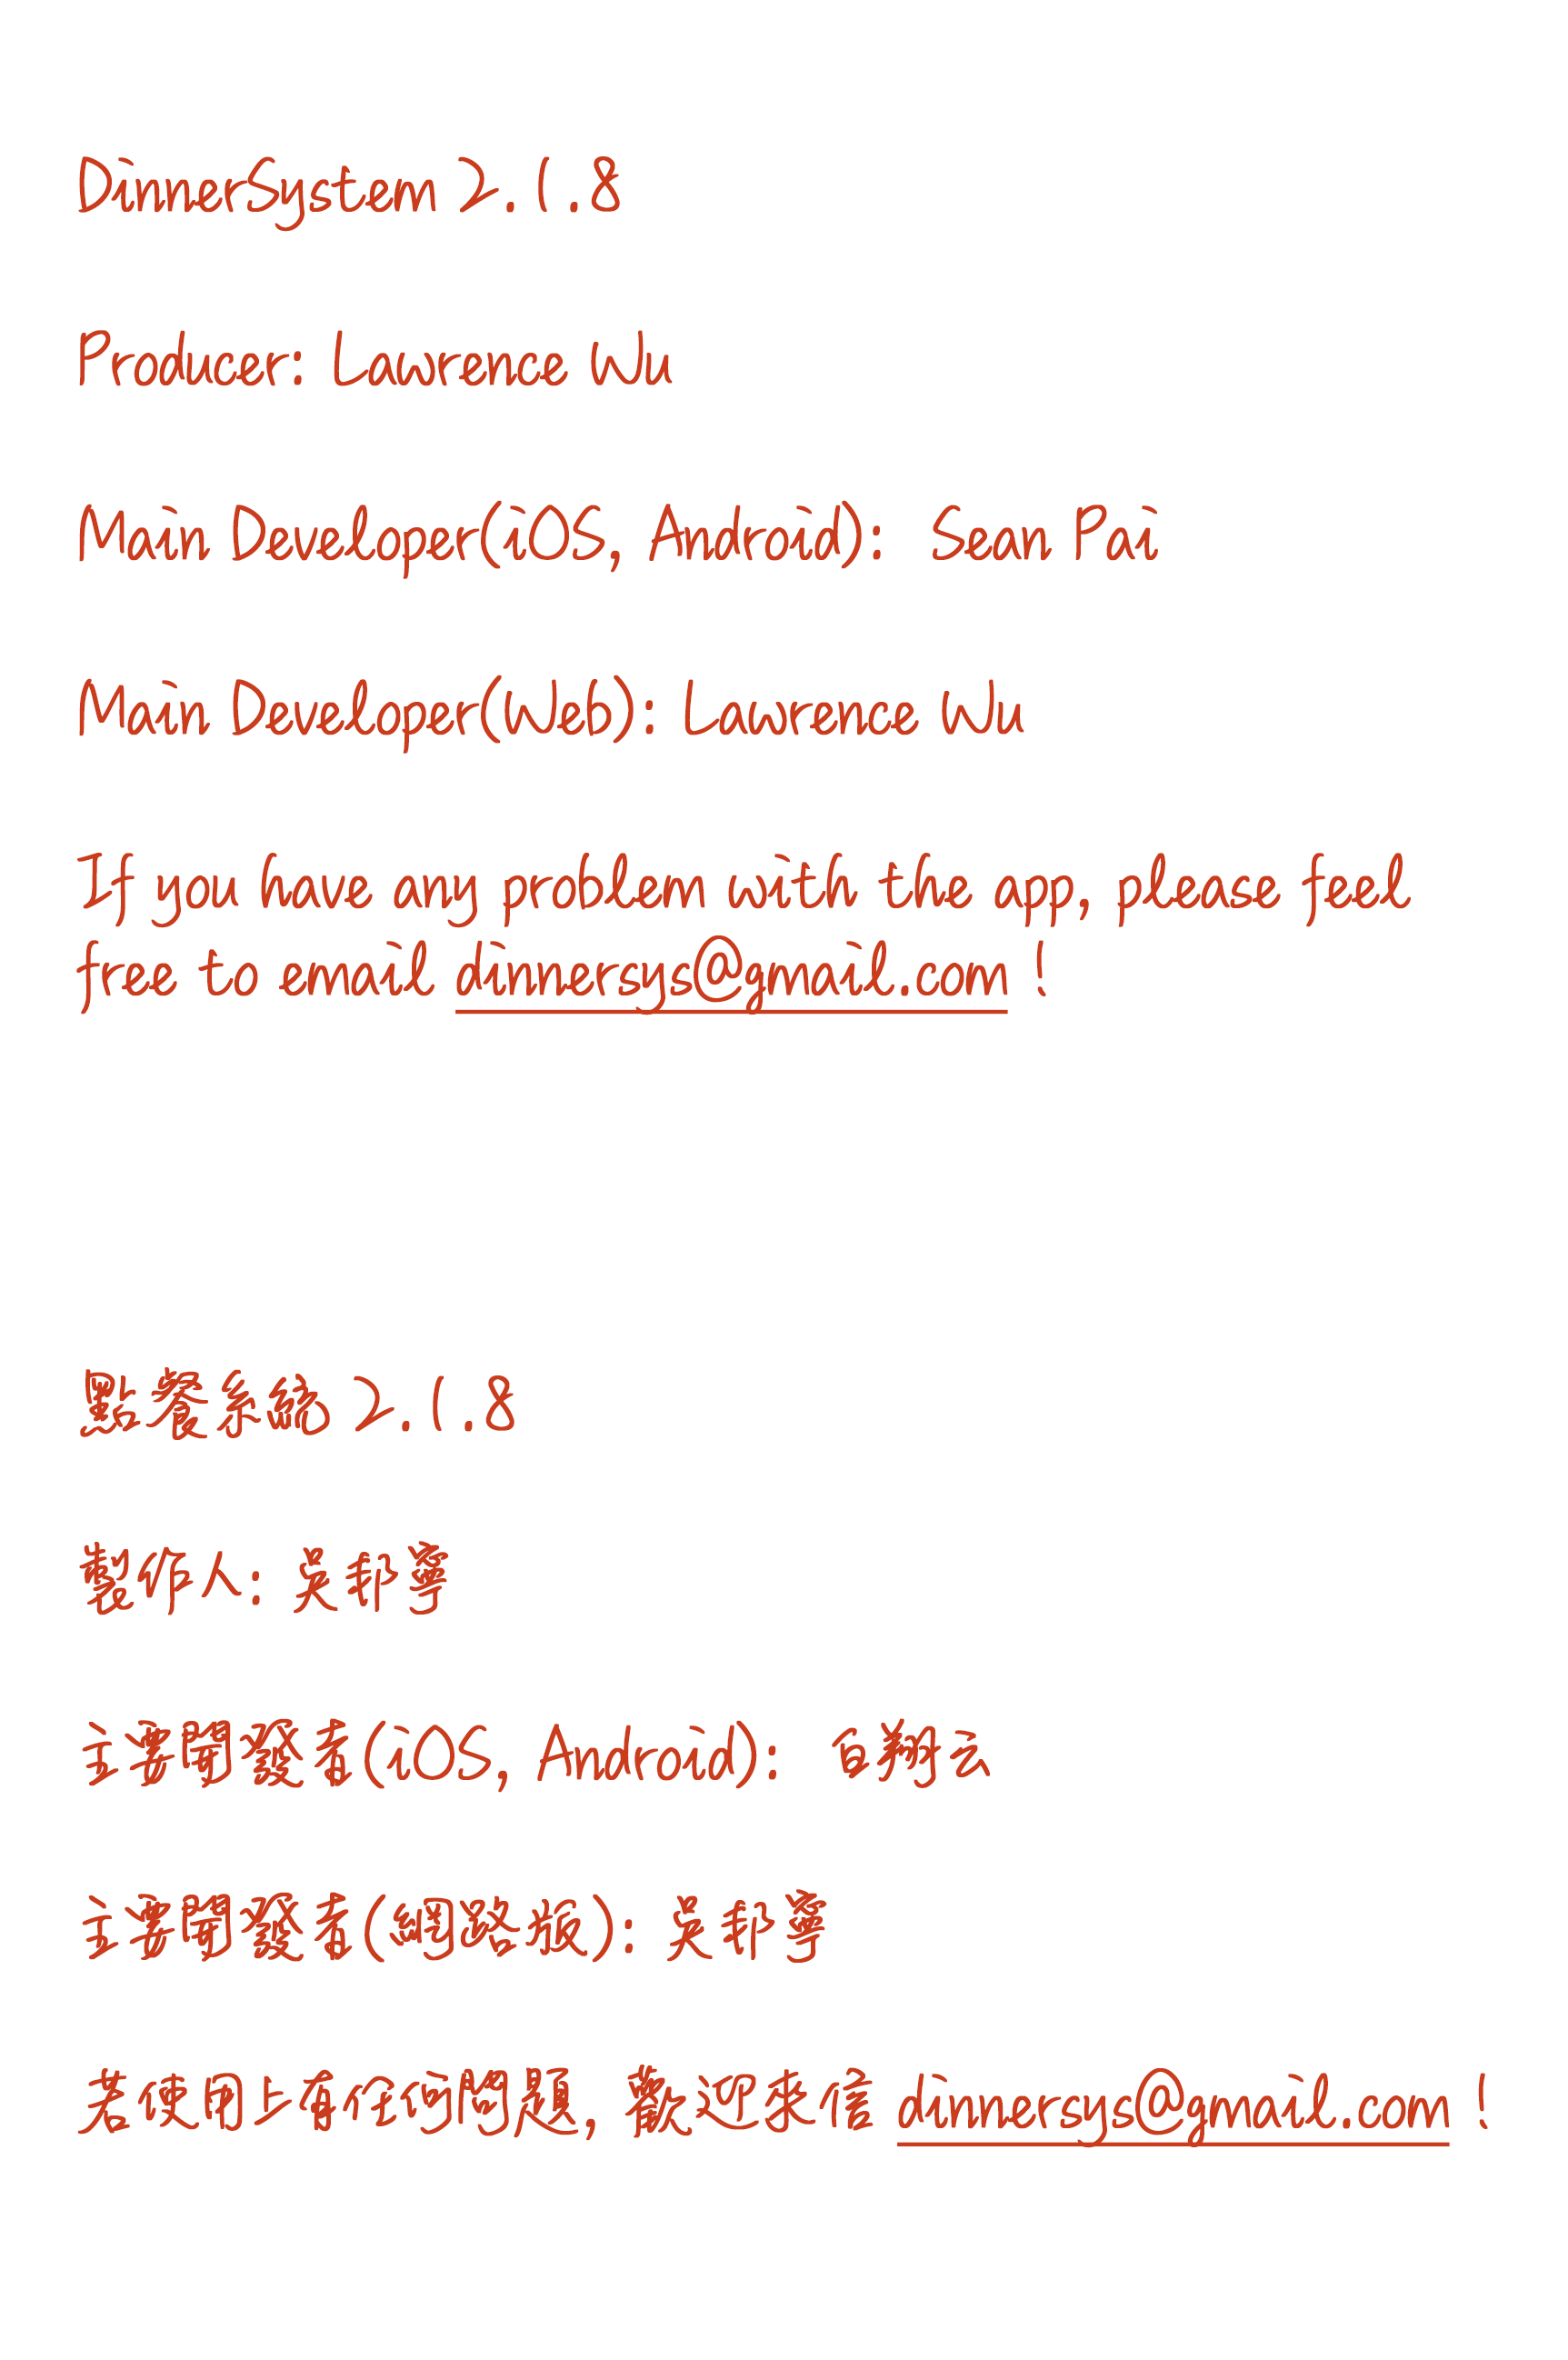 DinnerSystem 2.1.8
Producer: Lawrence Wu
Main Developer(iOS, Android): Sean Pai
Main Developer(Web): Lawrence Wu
If you have any problem with the app, please feel
free to email dinnersys@gmail.com !
點餐系統 2.1.8
製作人: 吳邦寧
主要開發者(iOS, Android): 白翔云
主要開發者(網路版): 吳邦寧
若使用上有任何問題, 歡迎來信 dinnersys@gmail.com !